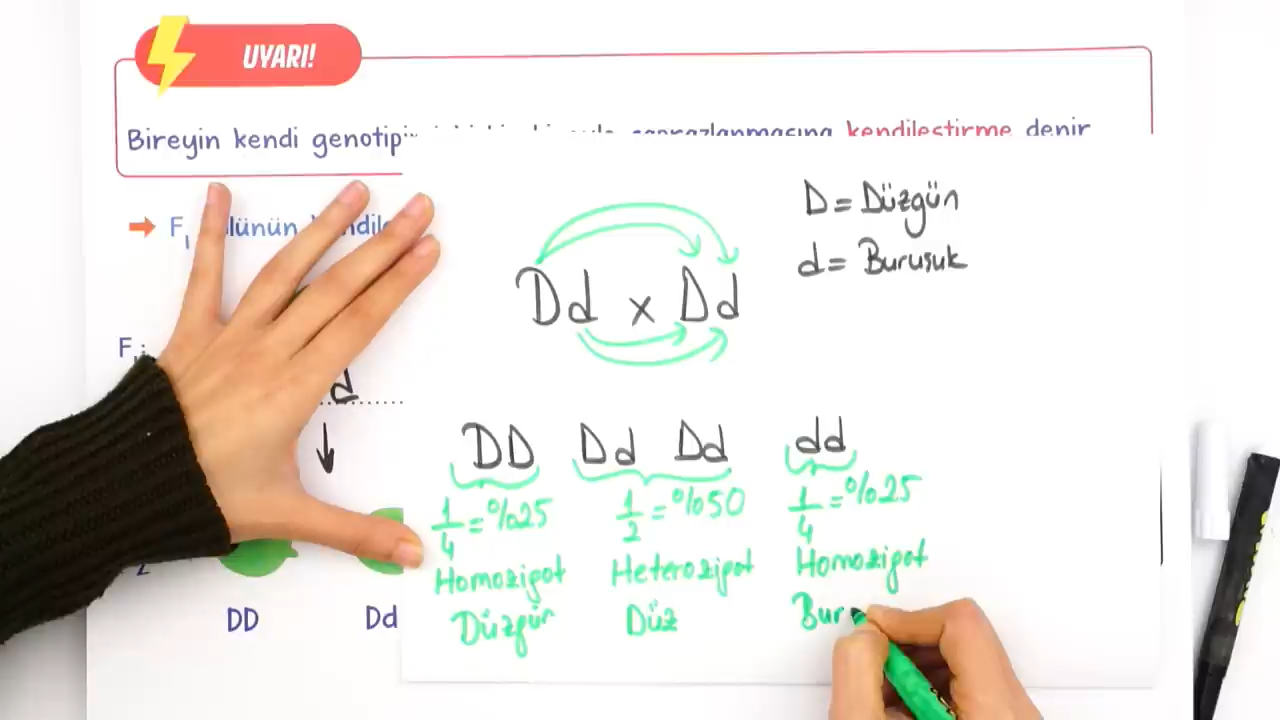 UYARI!
Bireyin kendi genotipi çaprazlanmasına kendileştirme denir
F₁
D = Düzgün
d = Buruşuk
Dd x Dd
F₁:
d
DD Dd Dd dd
1/4 = %25 1/2 = %50 1/4 = %25
Homozigot Heterozigot Homozigot
Düzgün Düz Bur
DD Dd